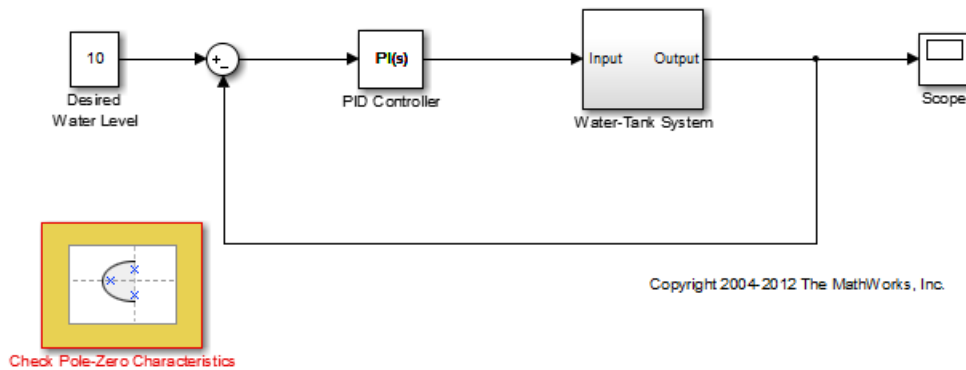 10
+
−
PI(s)
Input
Output
Desired
Water Level
PID Controller
Water-Tank System
Scope
Copyright 2004-2012 The MathWorks, Inc.
Check Pole-Zero Characteristics